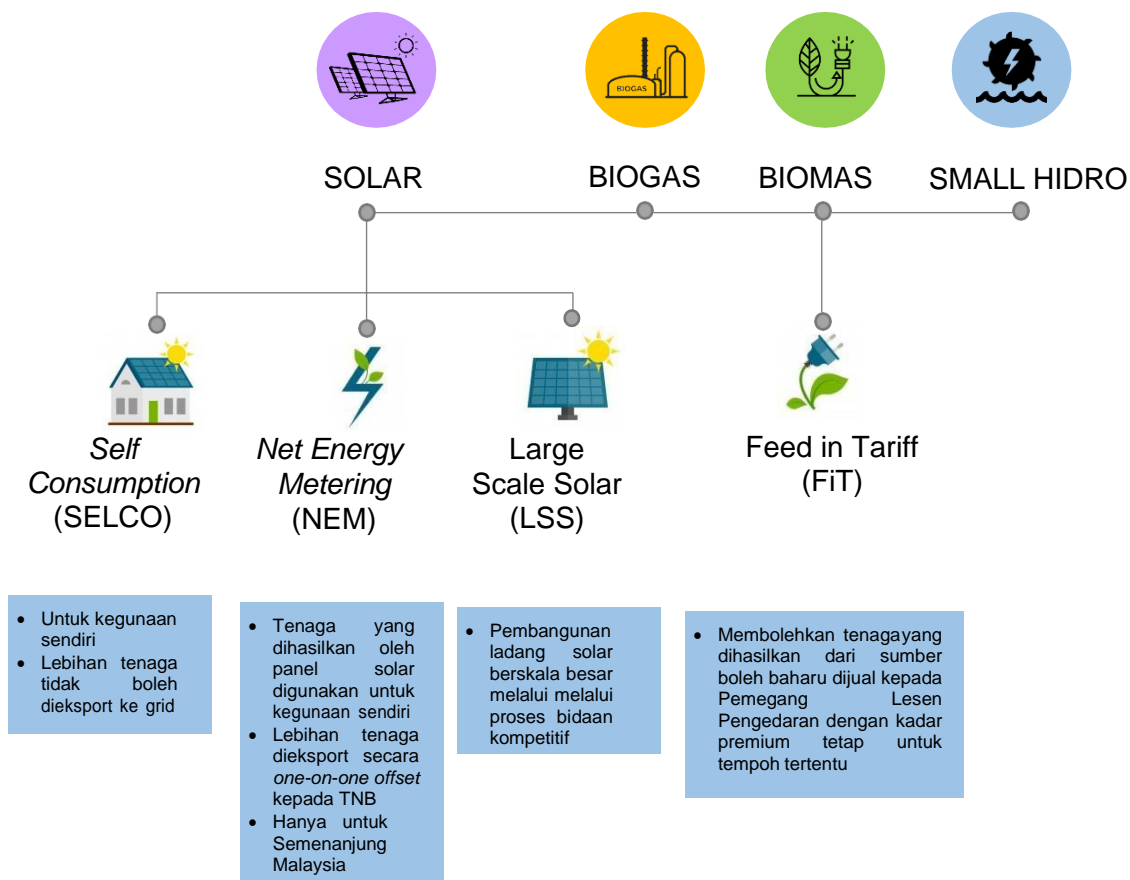 BIOGAS
SOLAR
BIOGAS
BIOMAS
SMALL HIDRO
Self
Consumption
(SELCO)
Net Energy
Metering
(NEM)
Large
Scale Solar
(LSS)
Feed in Tariff
(FiT)
• Untuk kegunaan
sendiri
• Lebihan tenaga
tidak boleh
dieksport ke grid
• Tenaga yang
dihasilkan oleh
panel solar
digunakan untuk
kegunaan sendiri
• Lebihan tenaga
dieksport secara
one-on-one offset
kepada TNB
• Hanya untuk
Semenanjung
Malaysia
• Pembangunan
ladang solar
berskala besar
melalui melalui
proses bidaan
kompetitif
• Membolehkan tenagayang
dihasilkan dari sumber
boleh baharu dijual kepada
Pemegang Lesen
Pengedaran dengan kadar
premium tetap untuk
tempoh tertentu